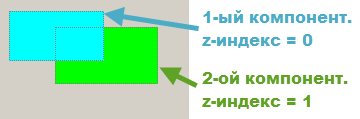 1-ый компонент.
z-индекс = 0
2-ой компонент.
z-индекс = 1